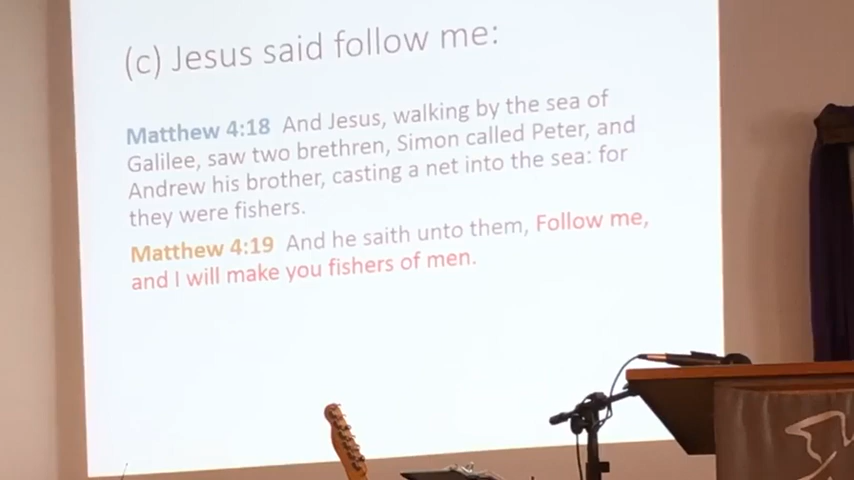 (c) Jesus said follow me:
Matthew 4:18 And Jesus, walking by the sea of
Galilee, saw two brethren, Simon called Peter, and
Andrew his brother, casting a net into the sea: for
they were fishers.
Matthew 4:19 And he saith unto them, Follow me,
and I will make you fishers of men.